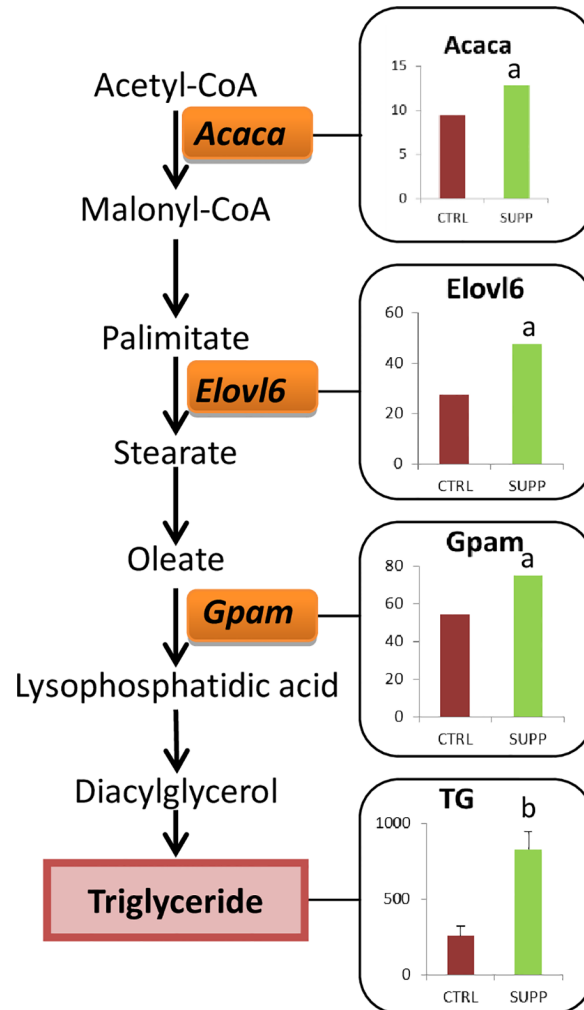 Acetyl-CoA
Acaca
Malonyl-CoA
Palimitate
Elovl6
Stearate
Oleate
Gpam
Lysophosphatidic acid
Diacylglycerol
Triglyceride
Acaca
a
15
10
5
0
CTRL SUPP
Elovl6
a
60
40
20
0
CTRL SUPP
Gpam
a
80
60
40
20
0
CTRL SUPP
TG
b
1000
500
0
CTRL SUPP